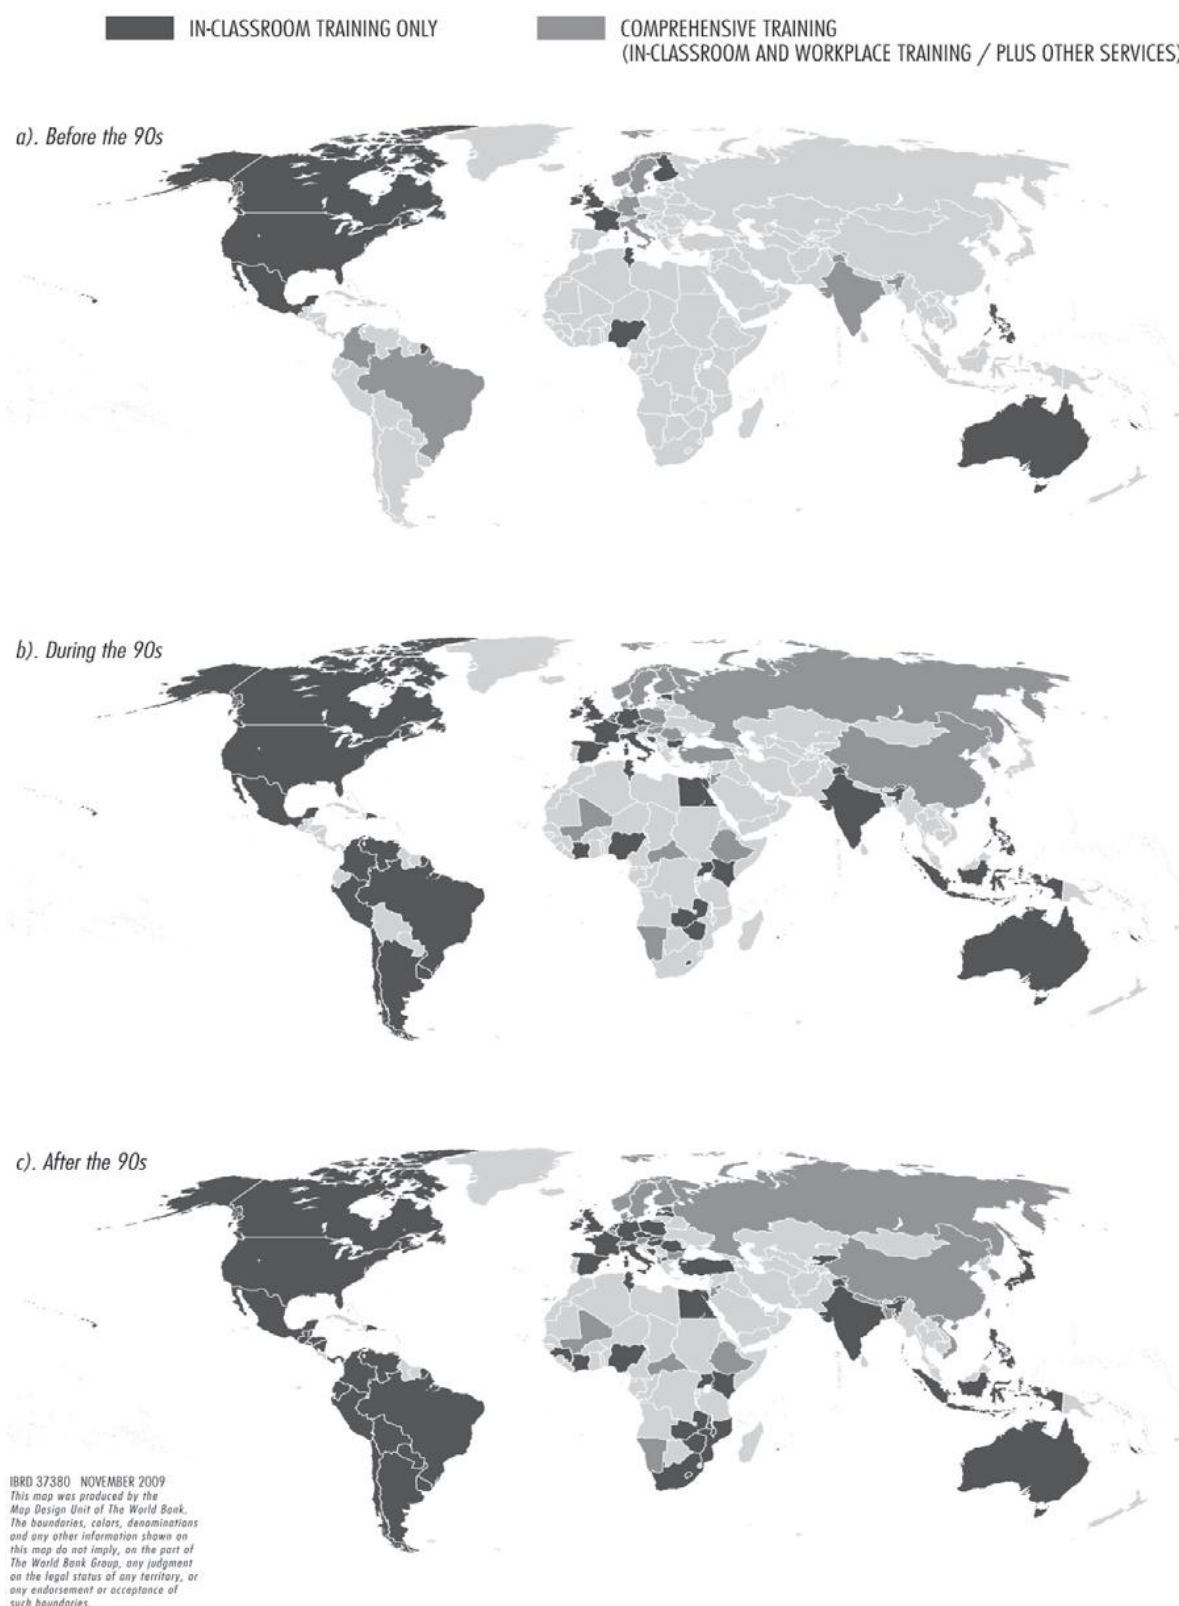 IN-CLASSROOM TRAINING ONLY
COMPREHENSIVE TRAINING
(IN-CLASSROOM AND WORKPLACE TRAINING / PLUS OTHER SERVICES)
a). Before the 90s
b). During the 90s
c). After the 90s
IBRD 37380 NOVEMBER 2009
This map was produced by the
Map Design Unit of The World Bank.
The boundaries, colors, denominations
and any other information shown on
this map do not imply, on the part of
The World Bank Group, any judgment
on the legal status of any territory, or
any endorsement or acceptance of
such boundaries.